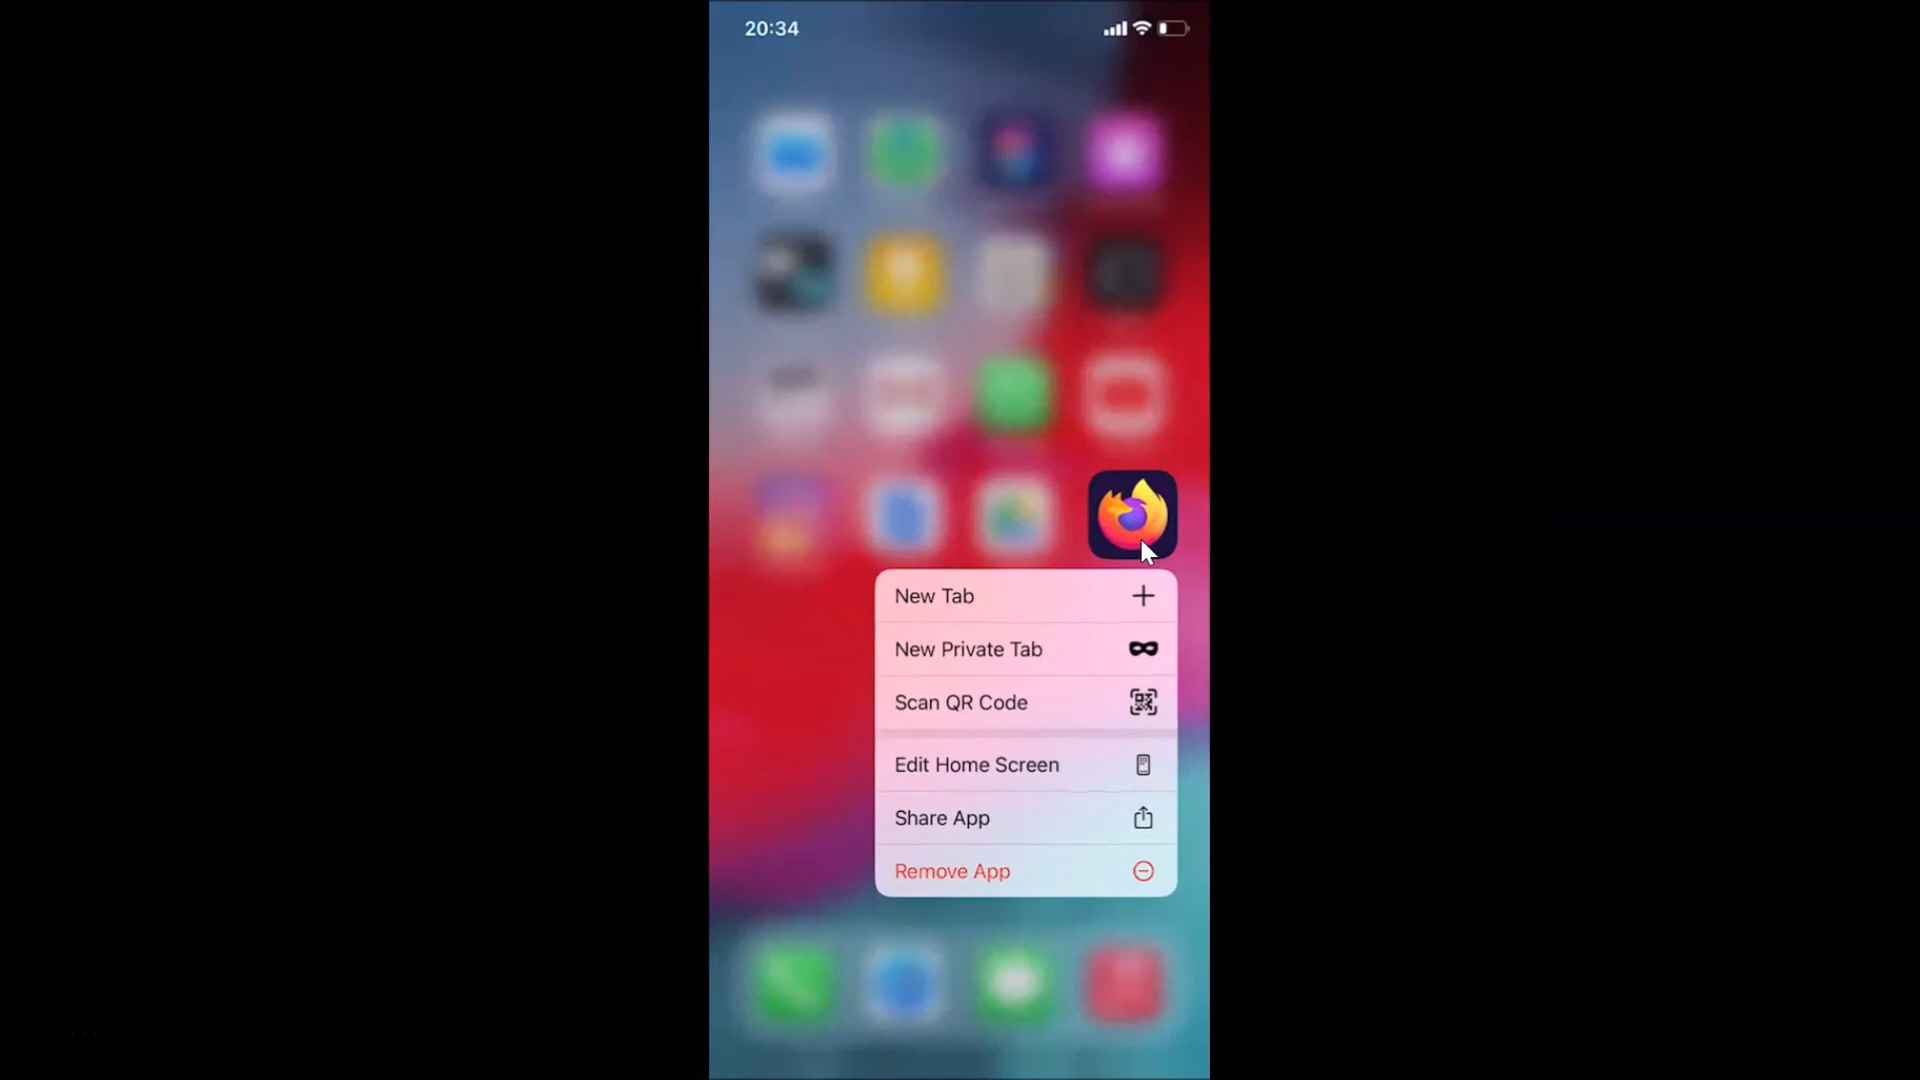 20:34
New Tab
New Private Tab
Scan QR Code
Edit Home Screen
Share App
Remove App